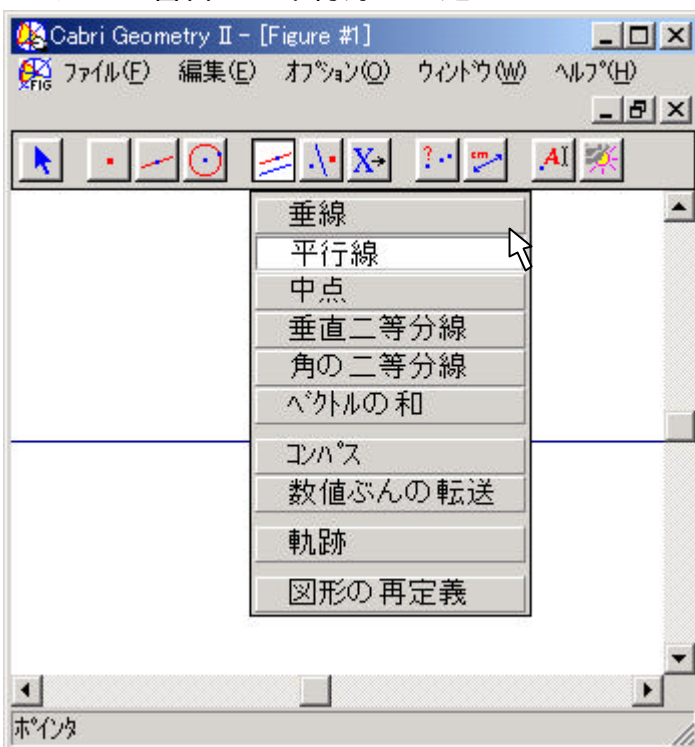 Cabri Geometry II - [Figure #1]
ﾌｧｲﾙ(F) 編集(E) ｵﾌﾟｼｮﾝ(O) ｳｨﾝﾄﾞｳ(W) ﾍﾙﾌﾟ(H)
FIG
X ? cm AI
垂線
平行線
中点
垂直二等分線
角の二等分線
ﾍﾞｸﾄﾙの和
ｺﾝﾊﾟｽ
数値ぶんの転送
軌跡
図形の再定義
ﾎﾟｲﾝﾀ